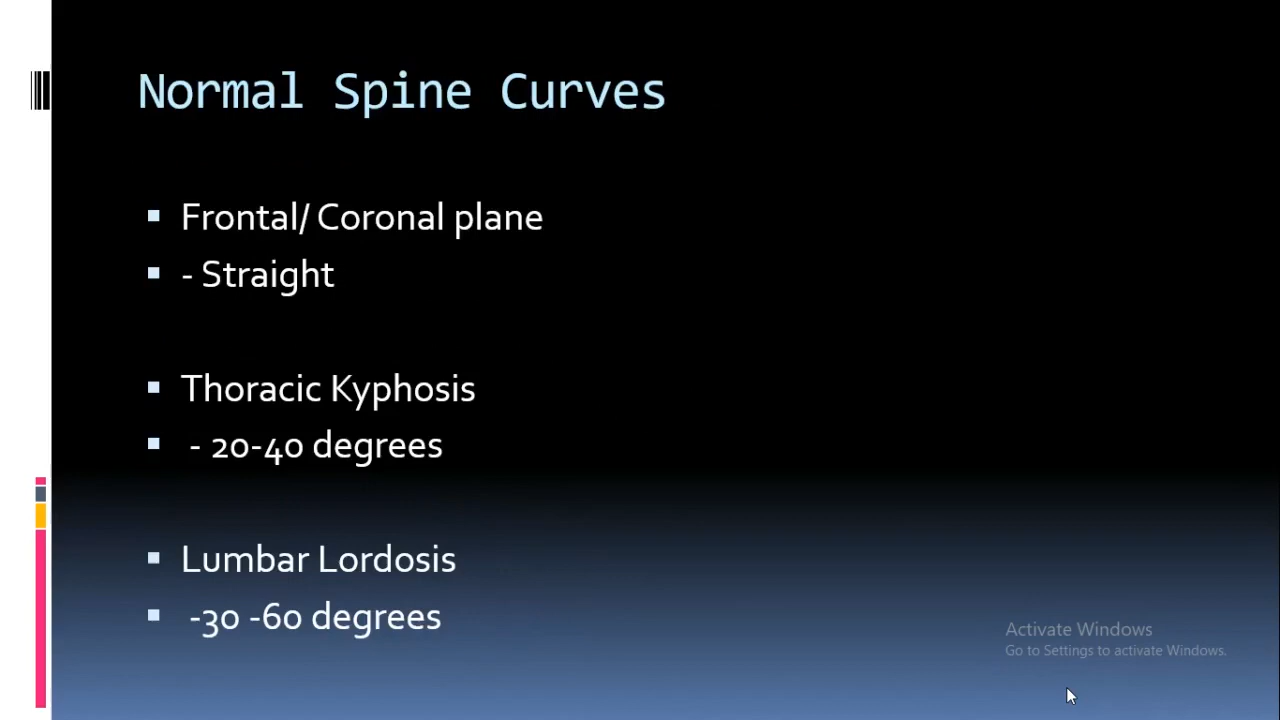 Normal Spine Curves
▪ Frontal/ Coronal plane
▪ - Straight
▪ Thoracic Kyphosis
▪ - 20-40 degrees
▪ Lumbar Lordosis
▪ -30 -60 degrees
Activate Windows
Go to Settings to activate Windows.